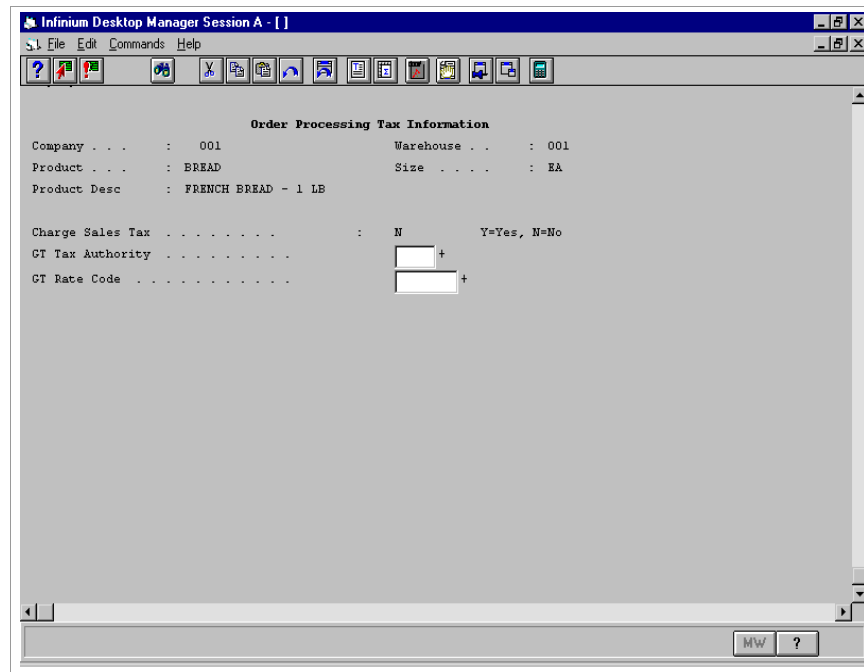 Infinium Desktop Manager Session A - [ ]
File Edit Commands Help
Order Processing Tax Information
Company . . . : 001 Warehouse . . : 001
Product . . . : BREAD Size . . . . : EA
Product Desc : FRENCH BREAD - 1 LB
Charge Sales Tax . . . . . . . . : N Y=Yes, N=No
GT Tax Authority . . . . . . . . . +
GT Rate Code . . . . . . . . . . . +
MW ?